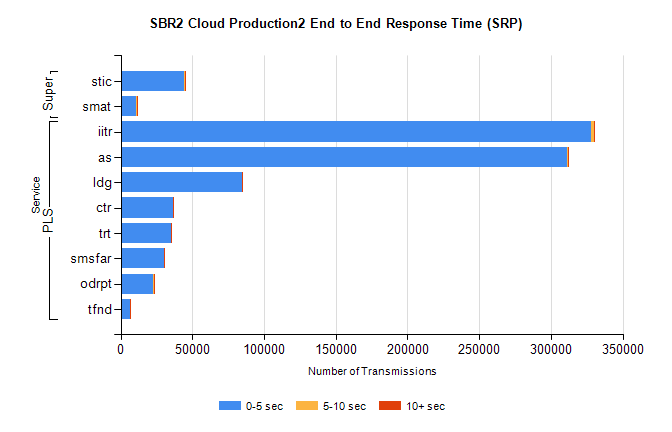 SBR2 Cloud Production2 End to End Response Time (SRP)
Super
stic
smat
Service
PLS
iitr
as
ldg
ctr
trt
smsfar
odrpt
tfnd
0 50000 100000 150000 200000 250000 300000 350000
Number of Transmissions
0-5 sec 5-10 sec 10+ sec